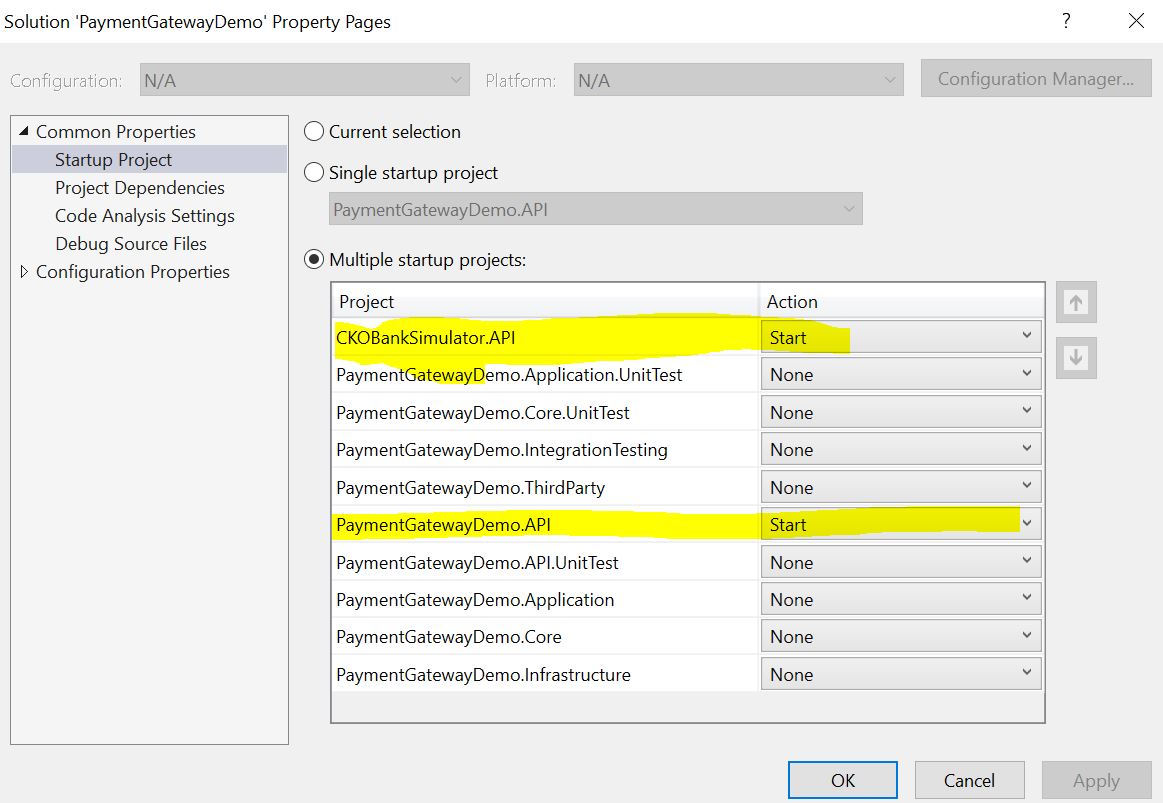 Solution 'PaymentGatewayDemo' Property Pages ?
Configuration: N/A Platform: N/A Configuration Manager...
Common Properties
Startup Project
Project Dependencies
Code Analysis Settings
Debug Source Files
Configuration Properties
Current selection
Single startup project
PaymentGatewayDemo.API
Multiple startup projects:
Project Action
CKOBankSimulator.API Start
PaymentGatewayDemo.Application.UnitTest None
PaymentGatewayDemo.Core.UnitTest None
PaymentGatewayDemo.IntegrationTesting None
PaymentGatewayDemo.ThirdParty None
PaymentGatewayDemo.API Start
PaymentGatewayDemo.API.UnitTest None
PaymentGatewayDemo.Application None
PaymentGatewayDemo.Core None
PaymentGatewayDemo.Infrastructure None
OK Cancel Apply